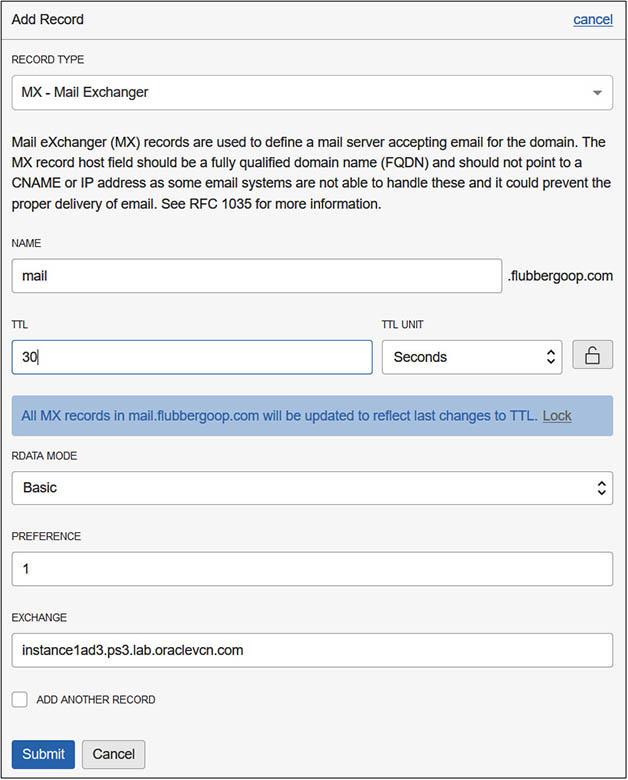 Add Record cancel
RECORD TYPE
MX - Mail Exchanger
Mail eXchanger (MX) records are used to define a mail server accepting email for the domain. The
MX record host field should be a fully qualified domain name (FQDN) and should not point to a
CNAME or IP address as some email systems are not able to handle these and it could prevent the
proper delivery of email. See RFC 1035 for more information.
NAME
mail .flubbergoop.com
TTL TTL UNIT
30 Seconds
All MX records in mail.flubbergoop.com will be updated to reflect last changes to TTL. Lock
RDATA MODE
Basic
PREFERENCE
1
EXCHANGE
instance1ad3.ps3.lab.oraclevcn.com
ADD ANOTHER RECORD
Submit Cancel